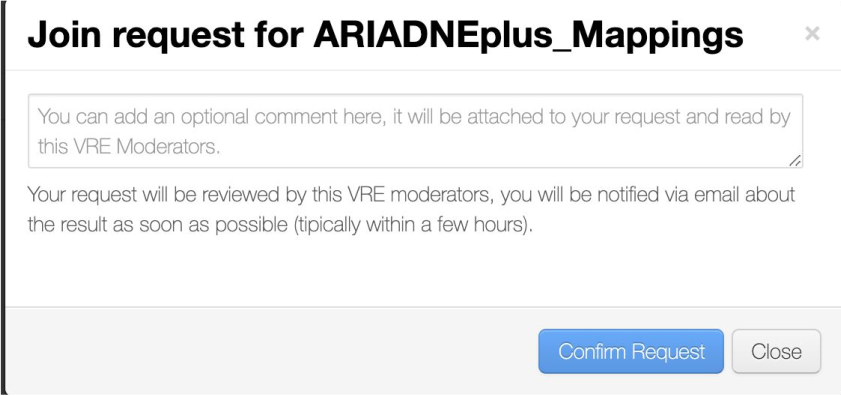 Join request for ARIADNEplus_Mappings
×
You can add an optional comment here, it will be attached to your request and read by
this VRE Moderators.
Your request will be reviewed by this VRE moderators, you will be notified via email about
the result as soon as possible (tipically within a few hours).
Confirm Request
Close